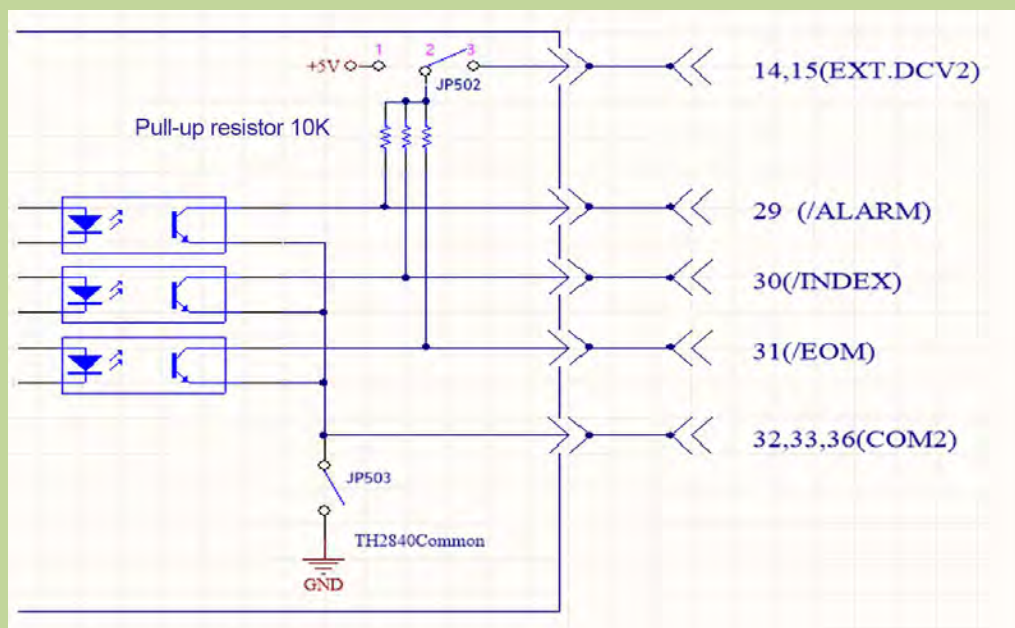 1 2 3
+5V
JP502
14,15(EXT.DCV2)
Pull-up resistor 10K
29 (/ALARM)
30(/INDEX)
31(/EOM)
32,33,36(COM2)
JP503
TH2840Common
GND